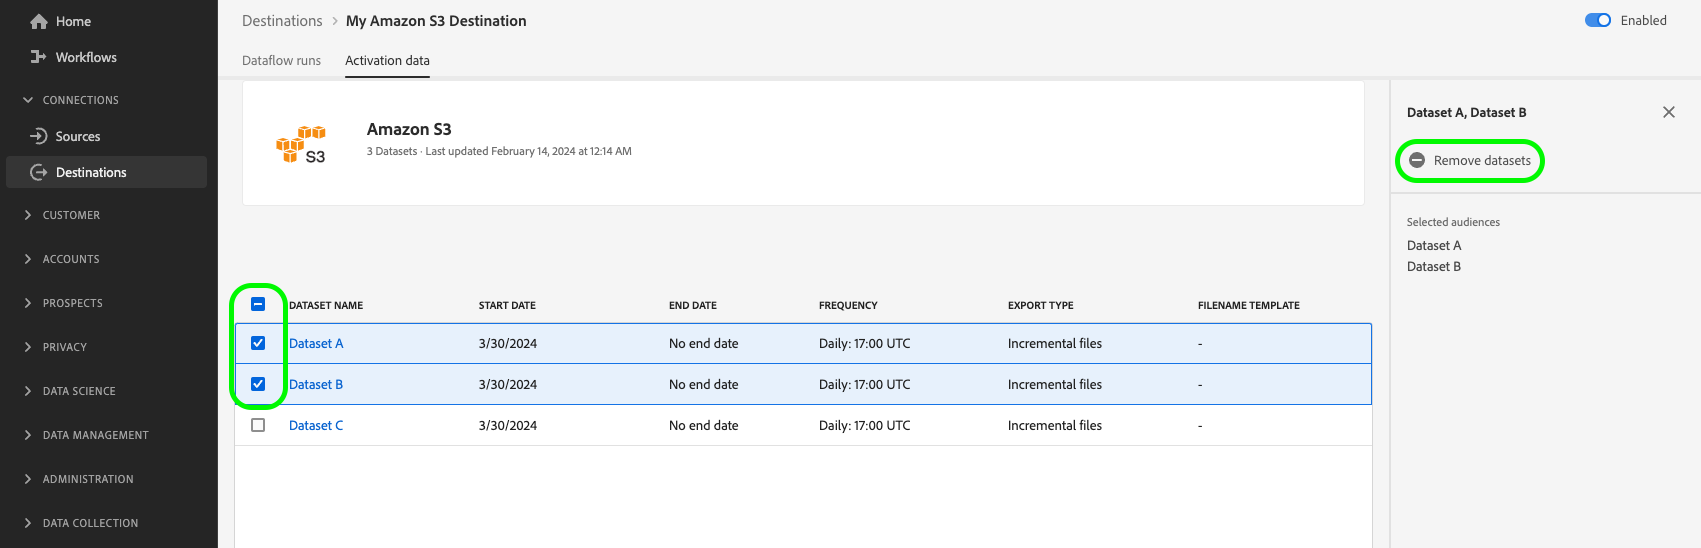 Home
Workflows
CONNECTIONS
Sources
Destinations
CUSTOMER
ACCOUNTS
PROSPECTS
PRIVACY
DATA SCIENCE
DATA MANAGEMENT
ADMINISTRATION
DATA COLLECTION
Destinations > My Amazon S3 Destination
Enabled
Dataflow runs Activation data
S3
Amazon S3
3 Datasets · Last updated February 14, 2024 at 12:14 AM
DATASET NAME START DATE END DATE FREQUENCY EXPORT TYPE FILENAME TEMPLATE
Dataset A 3/30/2024 No end date Daily: 17:00 UTC Incremental files -
Dataset B 3/30/2024 No end date Daily: 17:00 UTC Incremental files -
Dataset C 3/30/2024 No end date Daily: 17:00 UTC Incremental files -
Dataset A, Dataset B
Remove datasets
Selected audiences
Dataset A
Dataset B